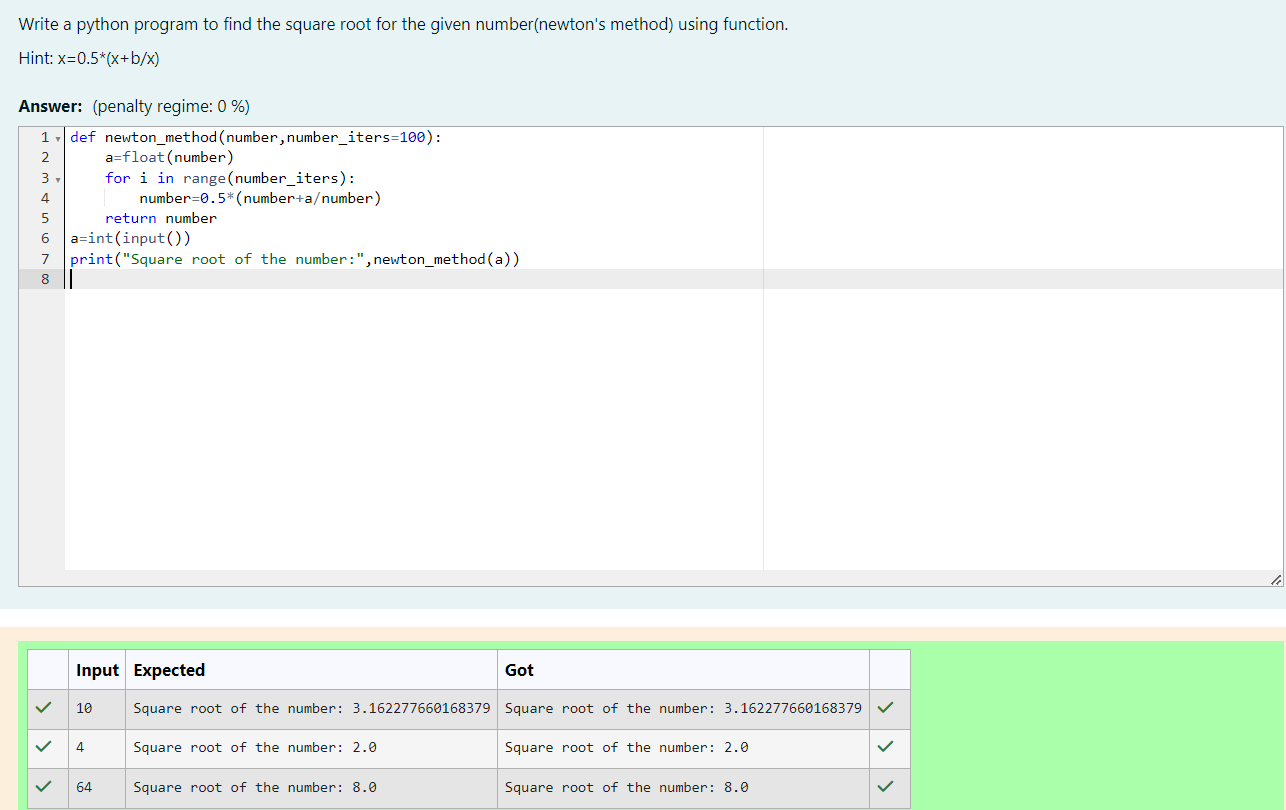 Write a python program to find the square root for the given number(newton's method) using function.
Hint: x=0.5*(x+b/x)
Answer: (penalty regime: 0 %)
1 def newton_method(number,number_iters=100):
2     a=float(number)
3     for i in range(number_iters):
4         number=0.5*(number+a/number)
5     return number
6 a=int(input())
7 print("Square root of the number:",newton_method(a))
8
Input Expected Got
10 Square root of the number: 3.162277660168379 Square root of the number: 3.162277660168379
4 Square root of the number: 2.0 Square root of the number: 2.0
64 Square root of the number: 8.0 Square root of the number: 8.0